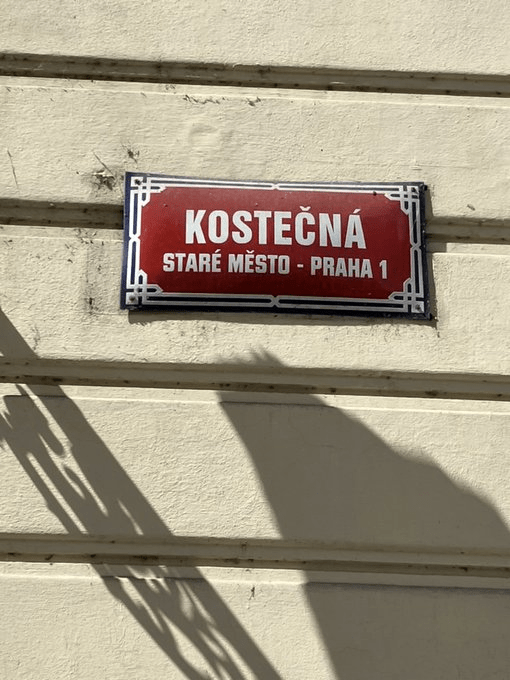 KOSTEČNÁ
STARÉ MĚSTO - PRAHA 1